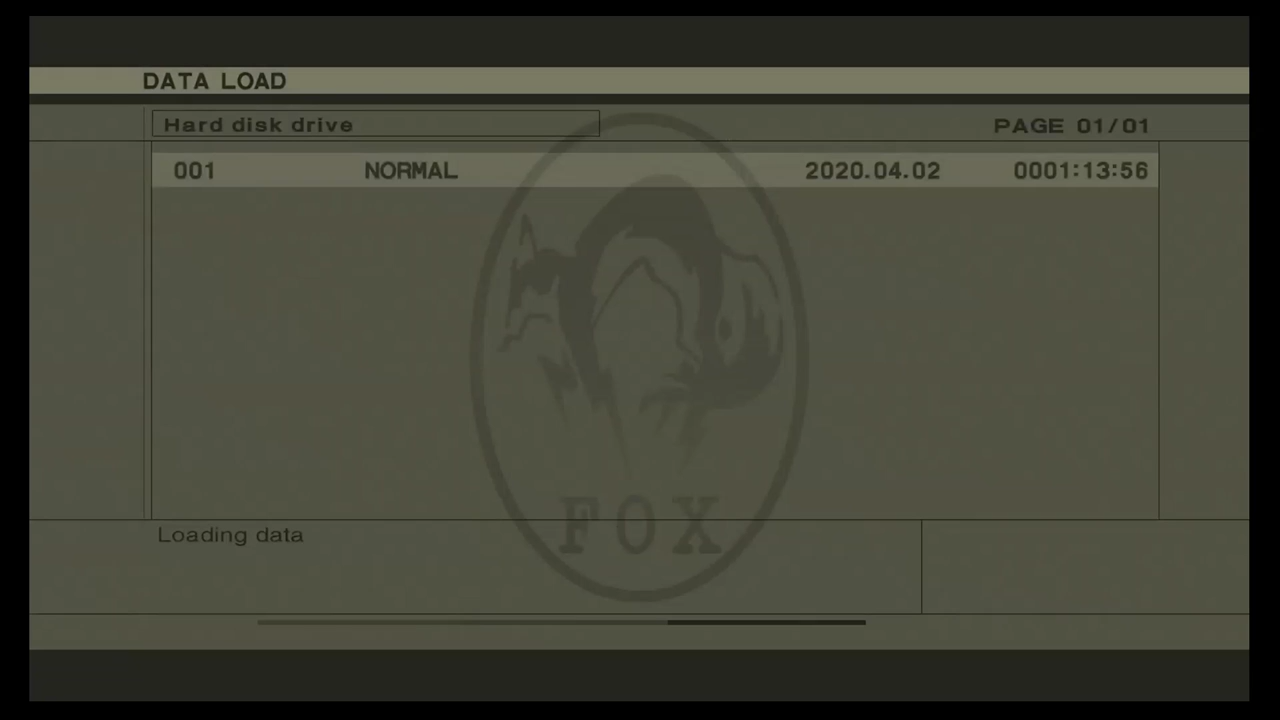 DATA LOAD
Hard disk drive PAGE 01/01
001 NORMAL 2020.04.02 0001:13:56
FOX
Loading data